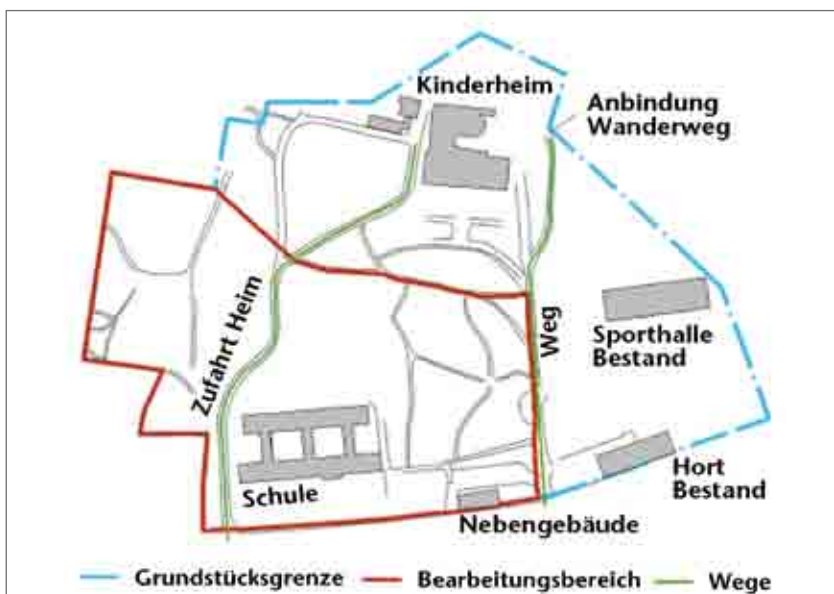 Kinderheim
Anbindung
Wanderweg
Zufahrt Heim
Weg
Sporthalle
Bestand
Schule
Hort
Bestand
Nebengebäude
Grundstücksgrenze
Bearbeitungsbereich
Wege